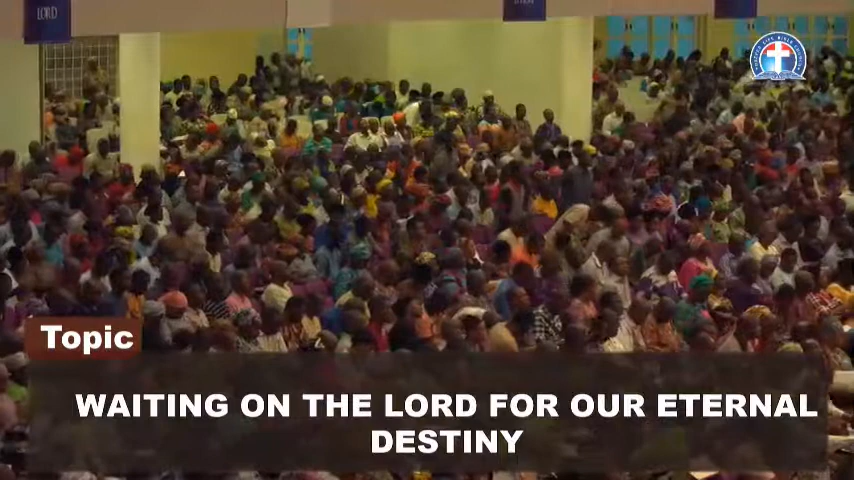 LORD
Topic
WAITING ON THE LORD FOR OUR ETERNAL
DESTINY